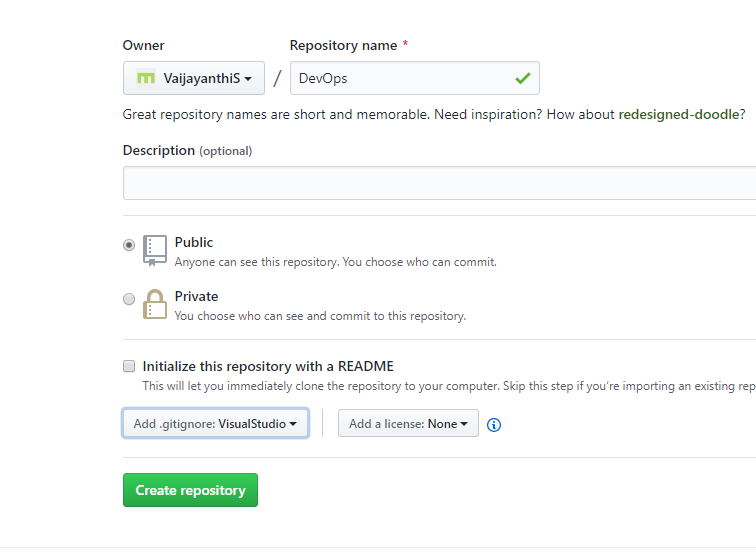 Owner
Repository name *
VaijayanthiS
/
DevOps
Great repository names are short and memorable. Need inspiration? How about redesigned-doodle?
Description (optional)
Public
Anyone can see this repository. You choose who can commit.
Private
You choose who can see and commit to this repository.
Initialize this repository with a README
This will let you immediately clone the repository to your computer. Skip this step if you’re importing an existing rep
Add .gitignore: VisualStudio
Add a license: None
Create repository